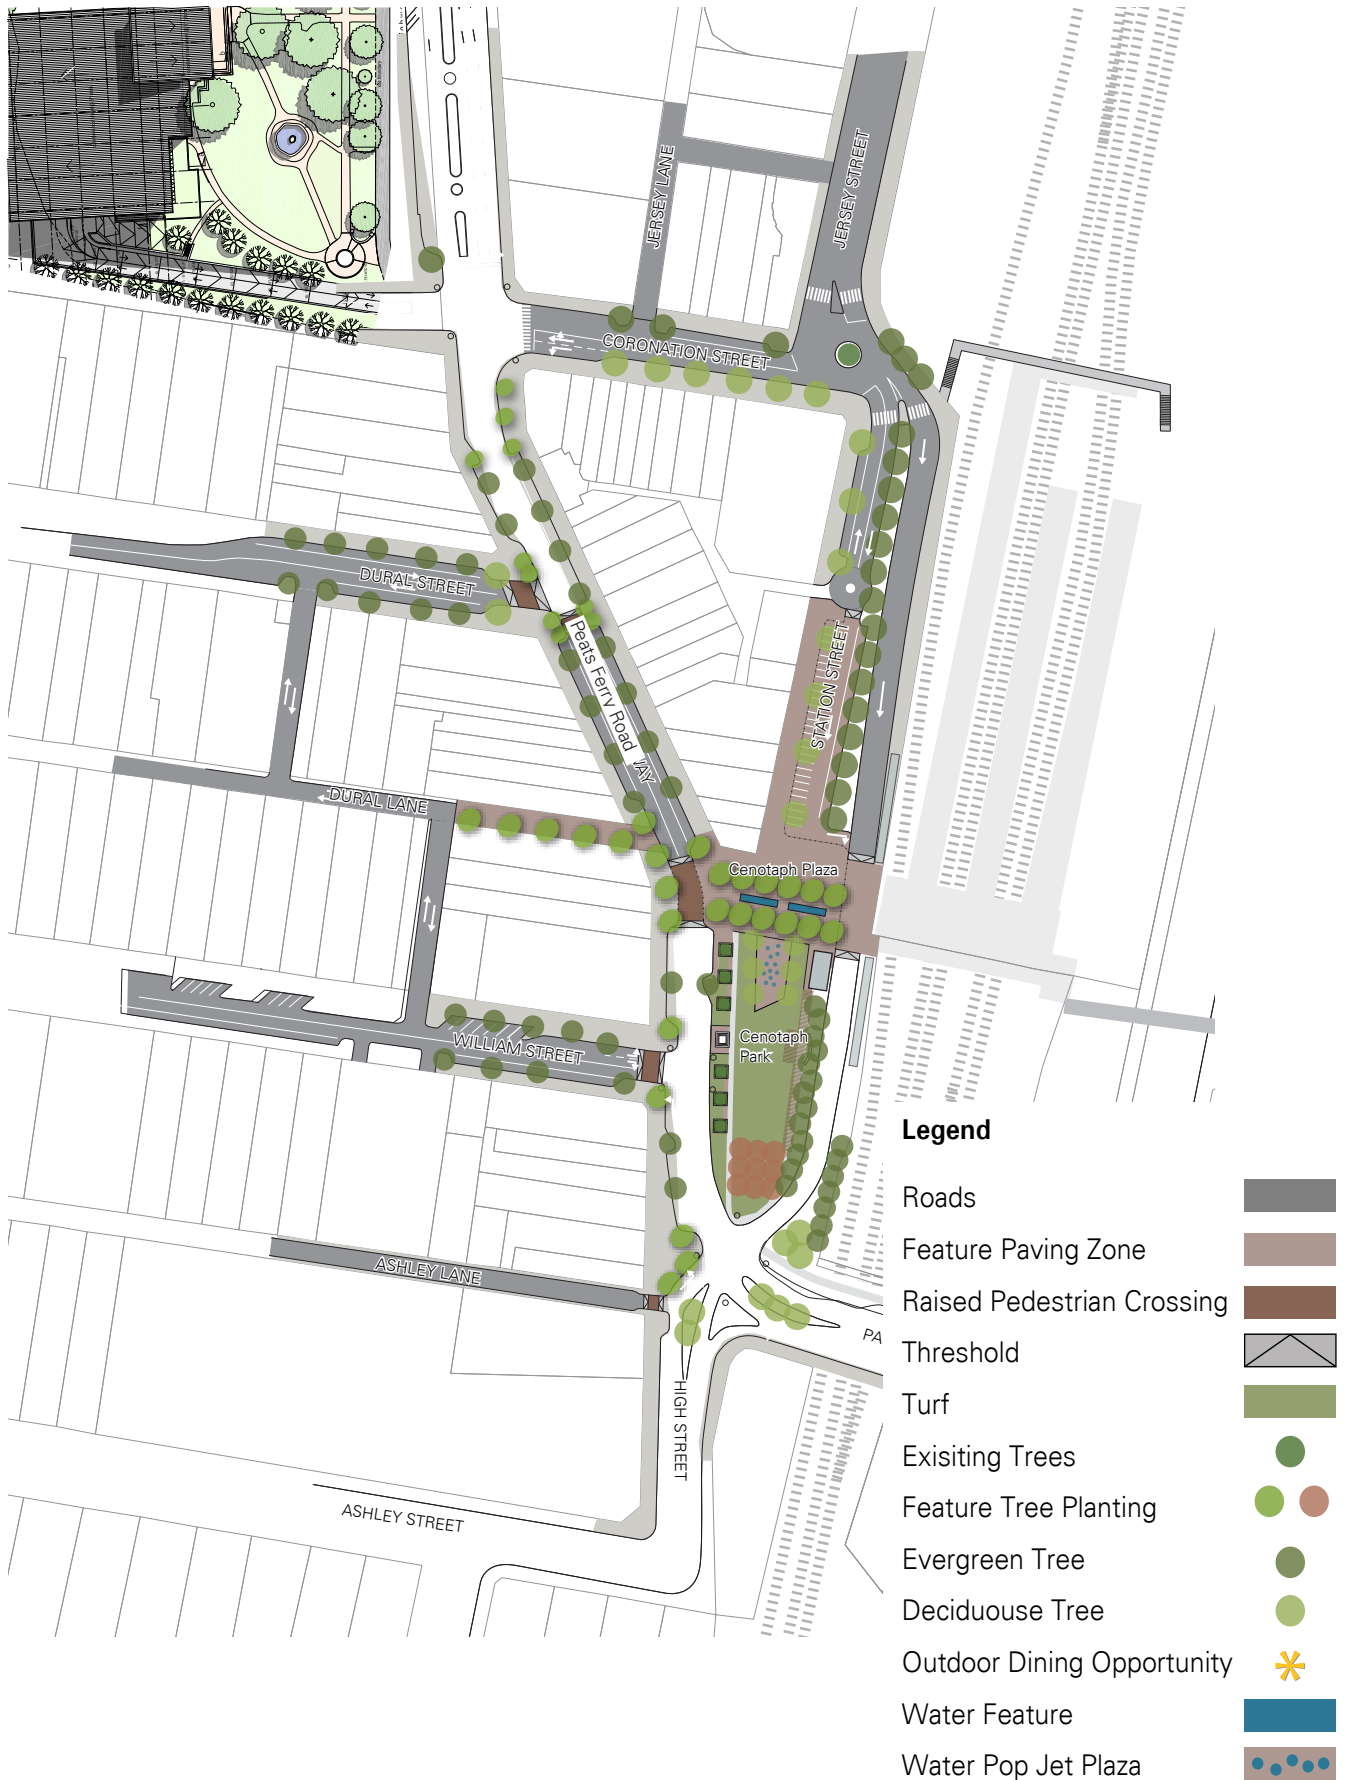 JERSEY LANE
JERSEY STREET
CORONATION STREET
DURAL STREET
Peats Ferry Road
WAY
STATION STREET
DURAL LANE
Cenotaph Plaza
WILLIAM STREET
Cenotaph
Park
ASHLEY LANE
PA
HIGH STREET
ASHLEY STREET
Legend
Roads
Feature Paving Zone
Raised Pedestrian Crossing
Threshold
Turf
Exisiting Trees
Feature Tree Planting
Evergreen Tree
Deciduouse Tree
Outdoor Dining Opportunity
Water Feature
Water Pop Jet Plaza